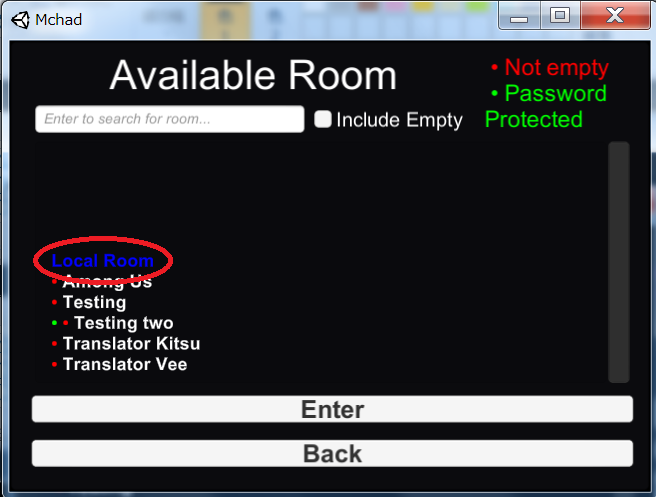 Mchad
Available Room
• Not empty
• Password
Protected
Enter to search for room...
Include Empty
Local Room
• Among Us
• Testing
• • Testing two
• Translator Kitsu
• Translator Vee
Enter
Back